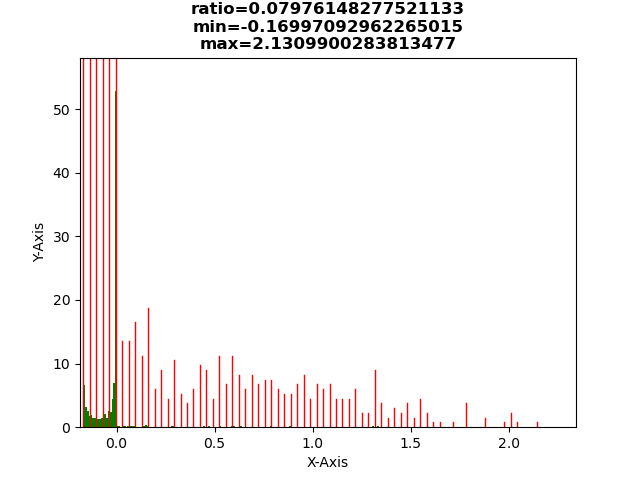 ratio=0.07976148277521133
min=-0.16997092962265015
max=2.1309900283813477
50
40
30
20
10
0
Y-Axis
0.0 0.5 1.0 1.5 2.0
X-Axis